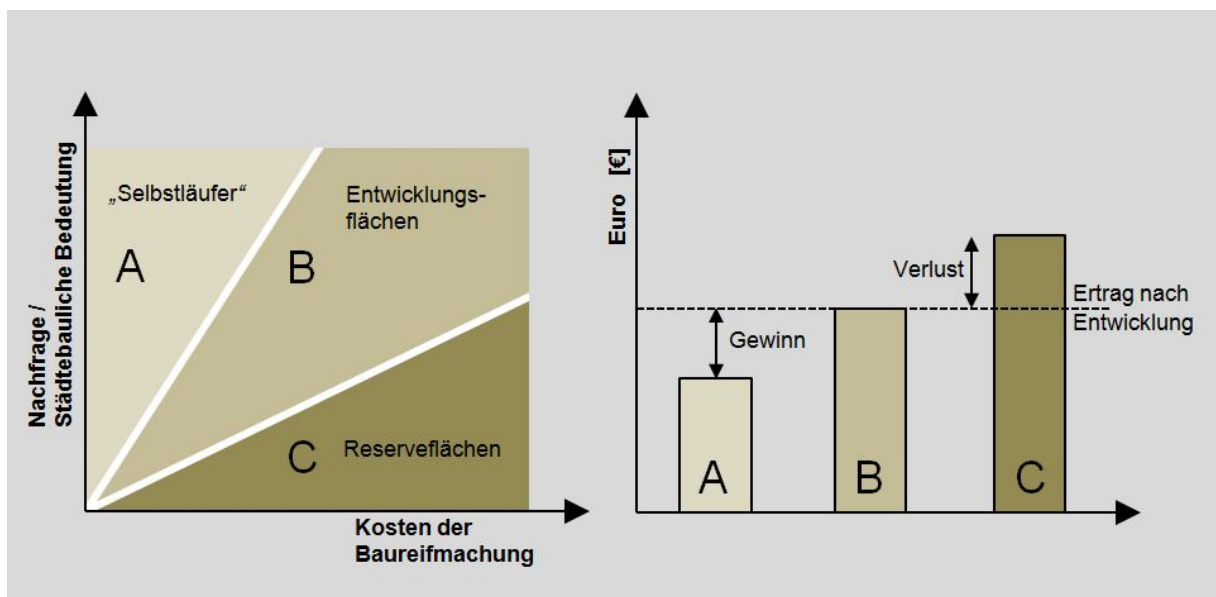 Nachfrage /
Städtebauliche Bedeutung
„Selbstläufer“
A
Entwicklungs-
flächen
B
C
Reserveflächen
Kosten der
Baureifmachung
Euro [€]
Verlust
Gewinn
Ertrag nach
Entwicklung
A
B
C